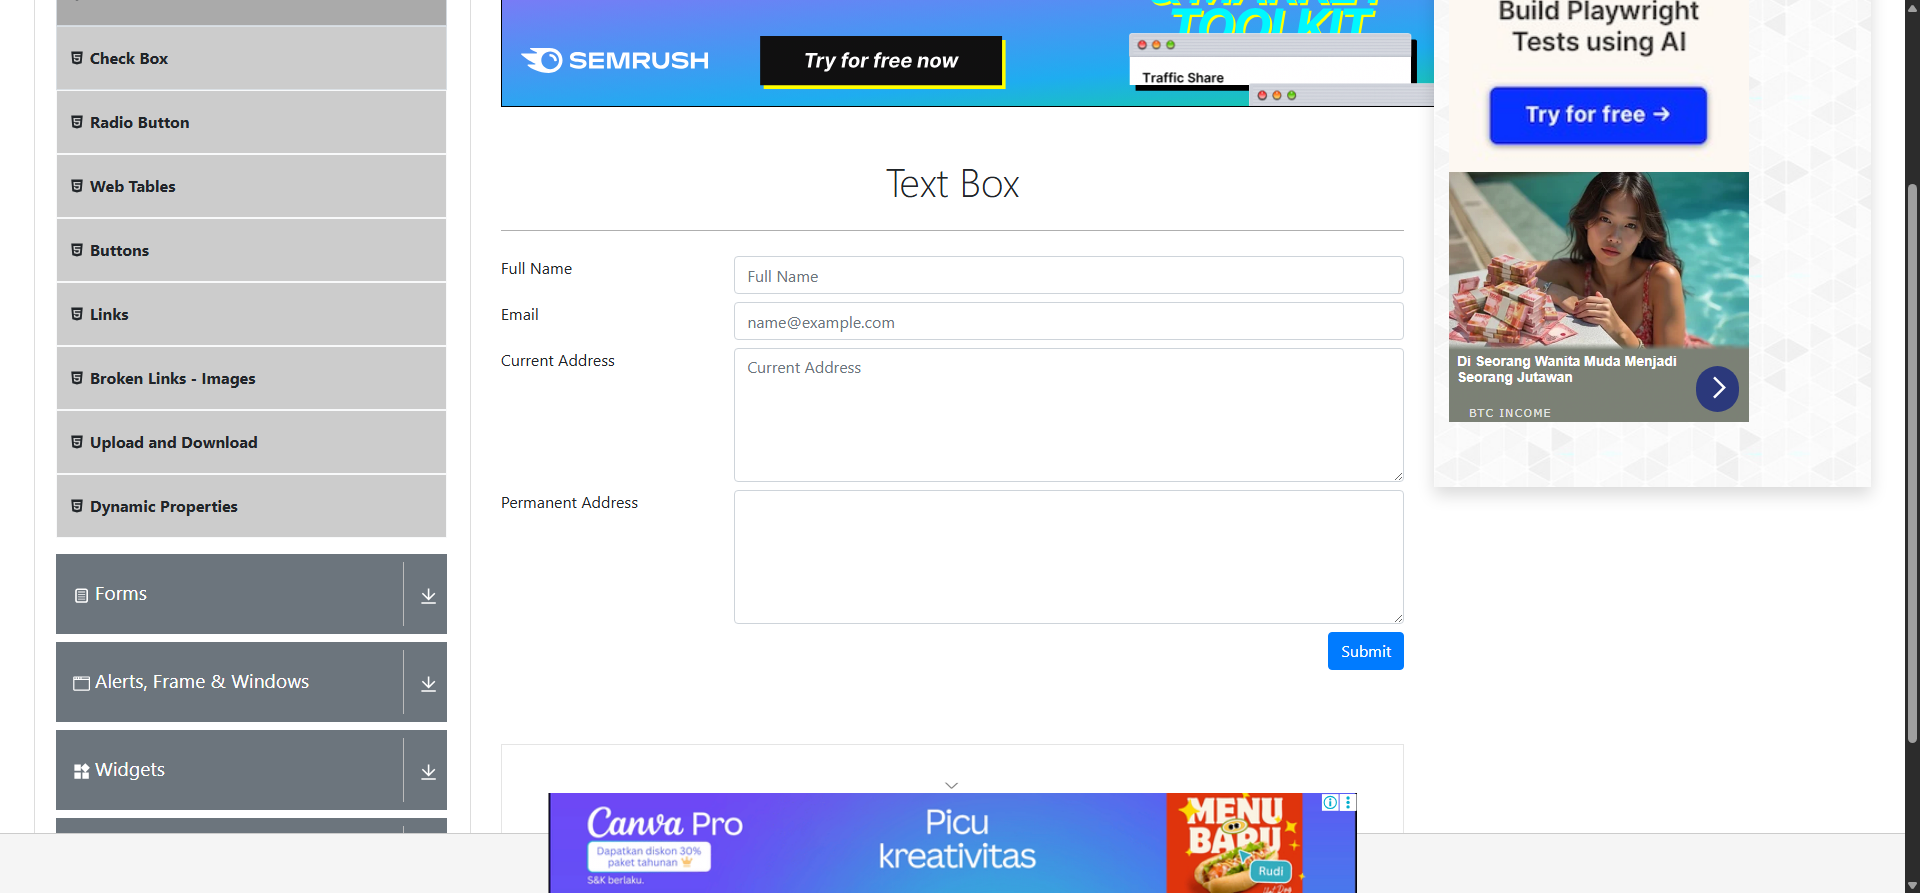 Check Box
Radio Button
Web Tables
Buttons
Links
Broken Links - Images
Upload and Download
Dynamic Properties
Forms
Alerts, Frame & Windows
Widgets
SEMRUSH
Try for free now
& MARKET
TOOLKIT
Traffic Share
Text Box
Full Name
Full Name
Email
name@example.com
Current Address
Current Address
Permanent Address
Submit
Build Playwright
Tests using AI
Try for free →
Di Seorang Wanita Muda Menjadi
Seorang Jutawan
BTC INCOME
Canva Pro
Dapatkan diskon 30%
paket tahunan
S&K berlaku.
Picu
kreativitas
MENU
BARU
Rudi
Hot Dog